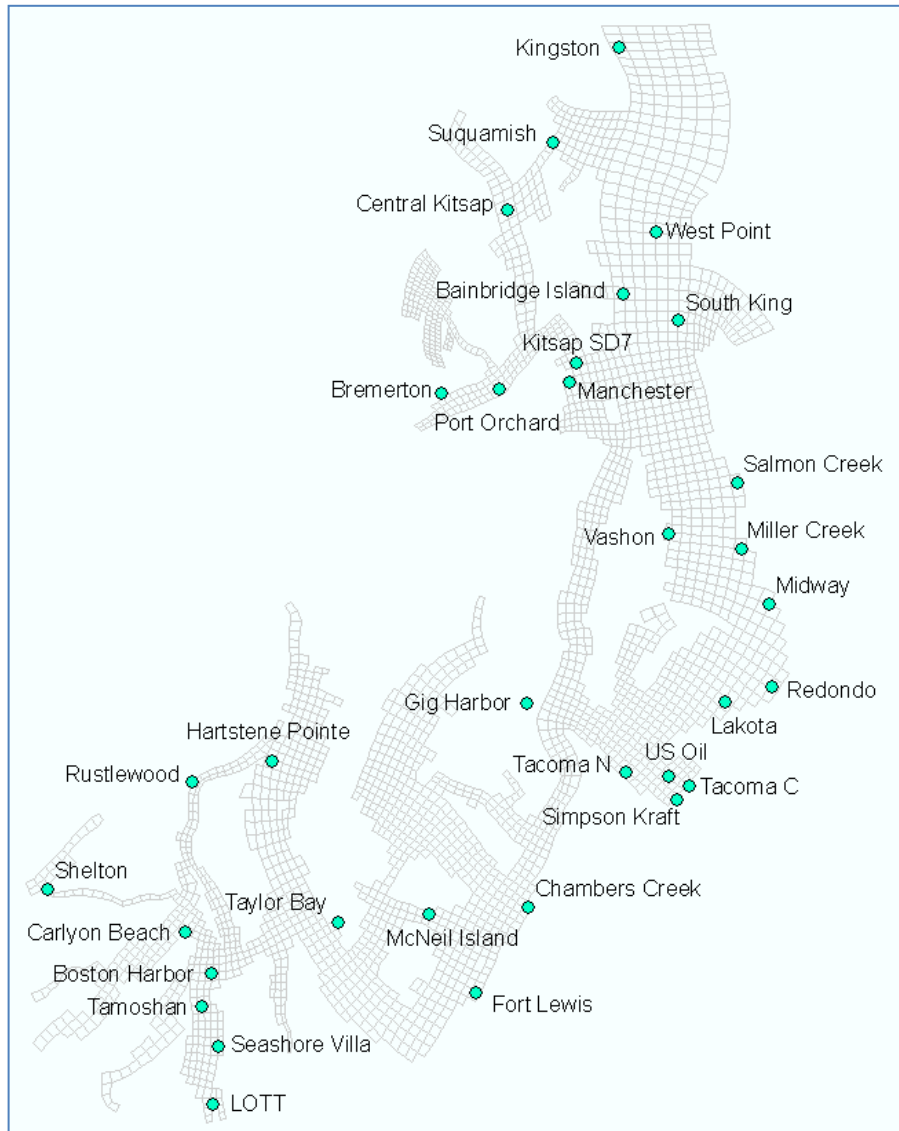 Kingston
Suquamish
Central Kitsap
West Point
Bainbridge Island
South King
Kitsap SD7
Bremerton
Manchester
Port Orchard
Salmon Creek
Vashon
Miller Creek
Midway
Redondo
Gig Harbor
Lakota
Hartstene Pointe
US Oil
Tacoma N
Rustlewood
Tacoma C
Simpson Kraft
Shelton
Chambers Creek
Taylor Bay
Carlyon Beach
McNeil Island
Boston Harbor
Tamoshan
Fort Lewis
Seashore Villa
LOTT